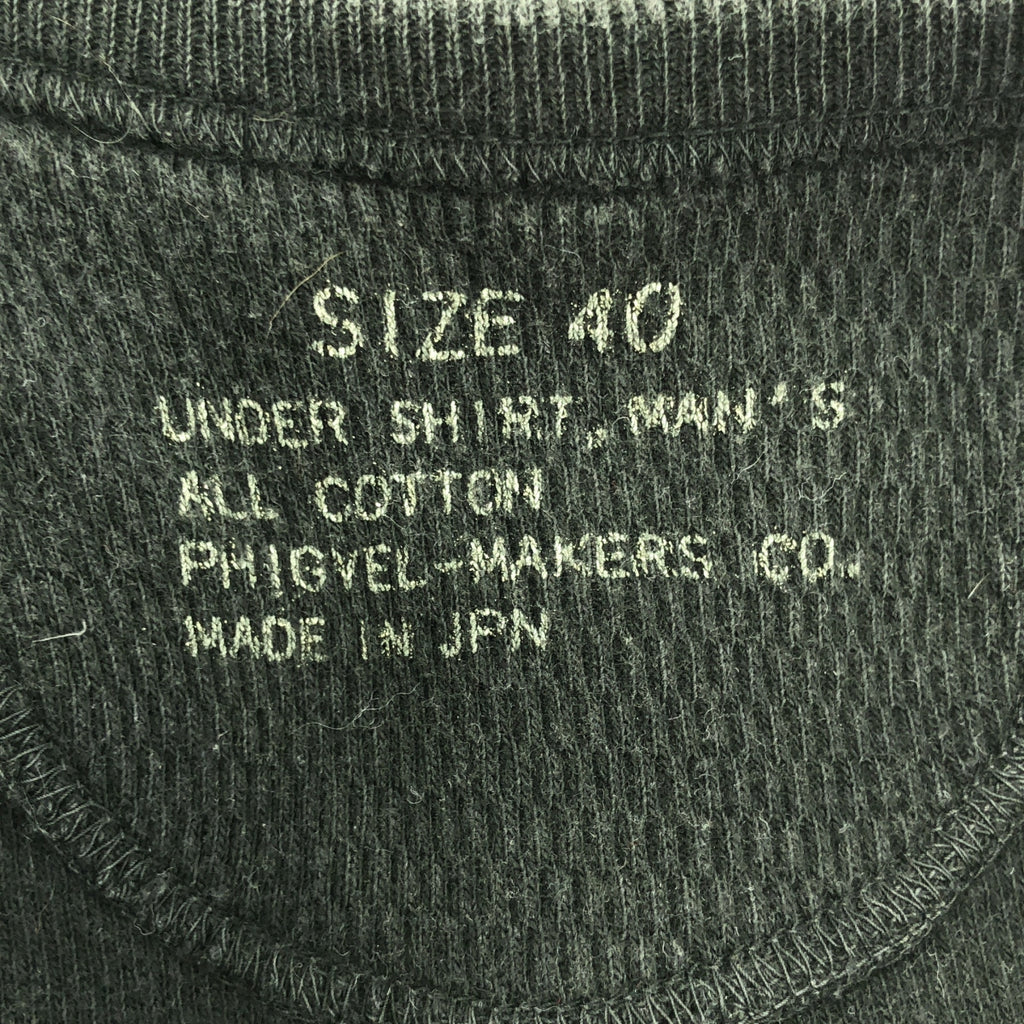 SIZE 40
UNDER SHIRT, MAN'S
ALL COTTON
PHIGVEL-MAKERS CO.
MADE IN JPN